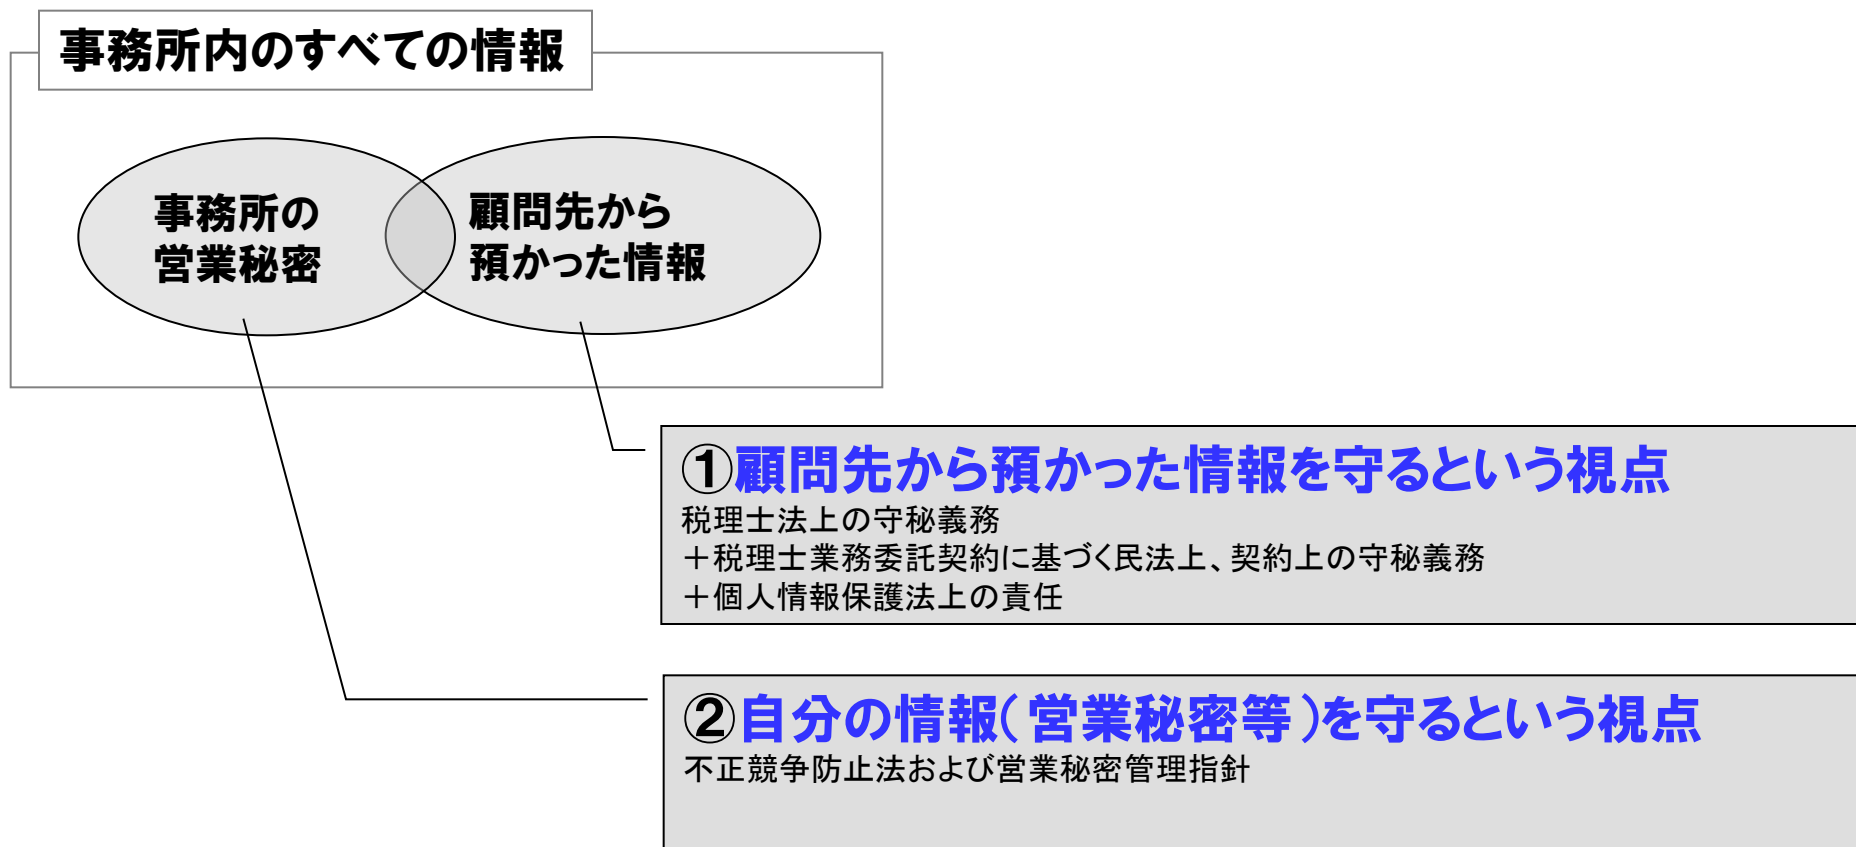 事務所内のすべての情報
事務所の
営業秘密
顧問先から
預かった情報
①顧問先から預かった情報を守るという視点
税理士法上の守秘義務
＋税理士業務委託契約に基づく民法上、契約上の守秘義務
＋個人情報保護法上の責任
②自分の情報（営業秘密等）を守るという視点
不正競争防止法および営業秘密管理指針